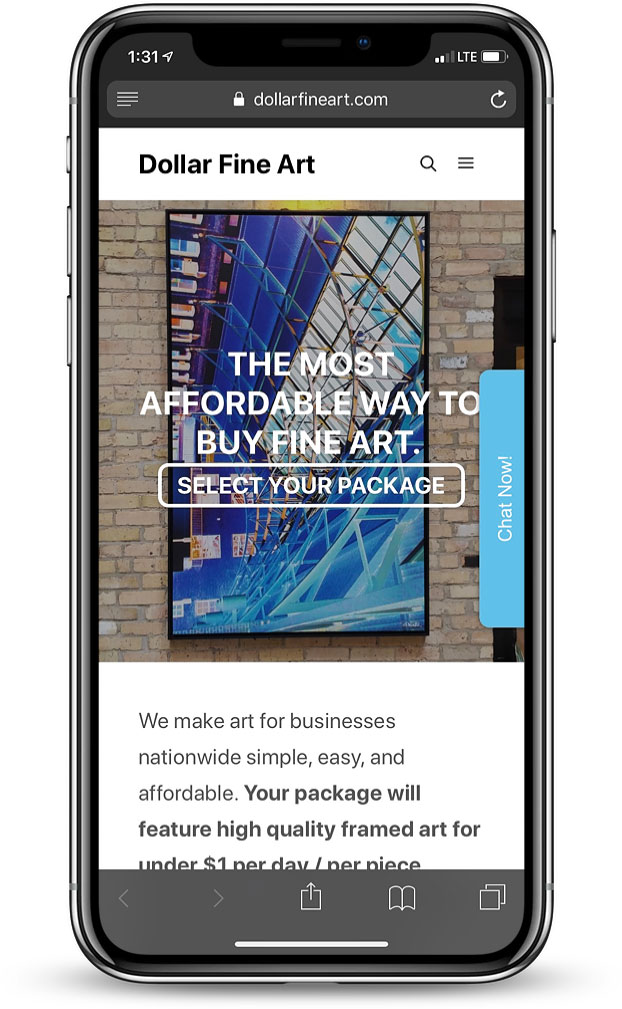 1:31
LTE
dollarfineart.com
Dollar Fine Art
THE MOST
AFFORDABLE WAY TO
BUY FINE ART.
SELECT YOUR PACKAGE
Chat Now!
We make art for businesses
nationwide simple, easy, and
affordable. Your package will
feature high quality framed art for
under $1 per day / per piece